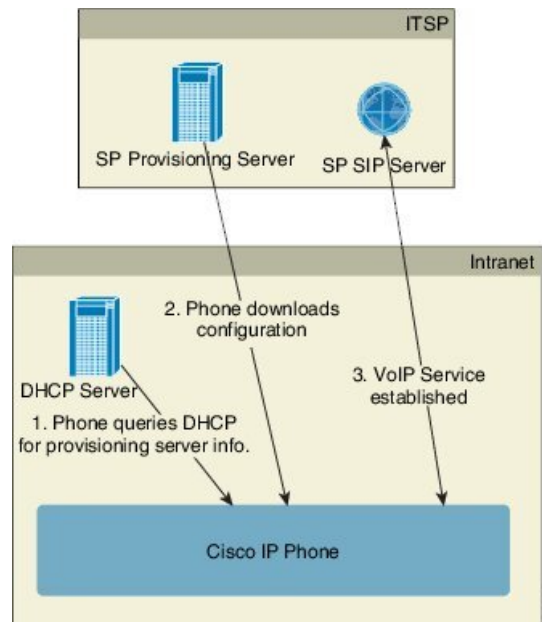 ITSP
SP Provisioning Server
SP SIP Server
Intranet
2. Phone downloads
configuration
DHCP Server
3. VoIP Service
established
1. Phone queries DHCP
for provisioning server info.
Cisco IP Phone